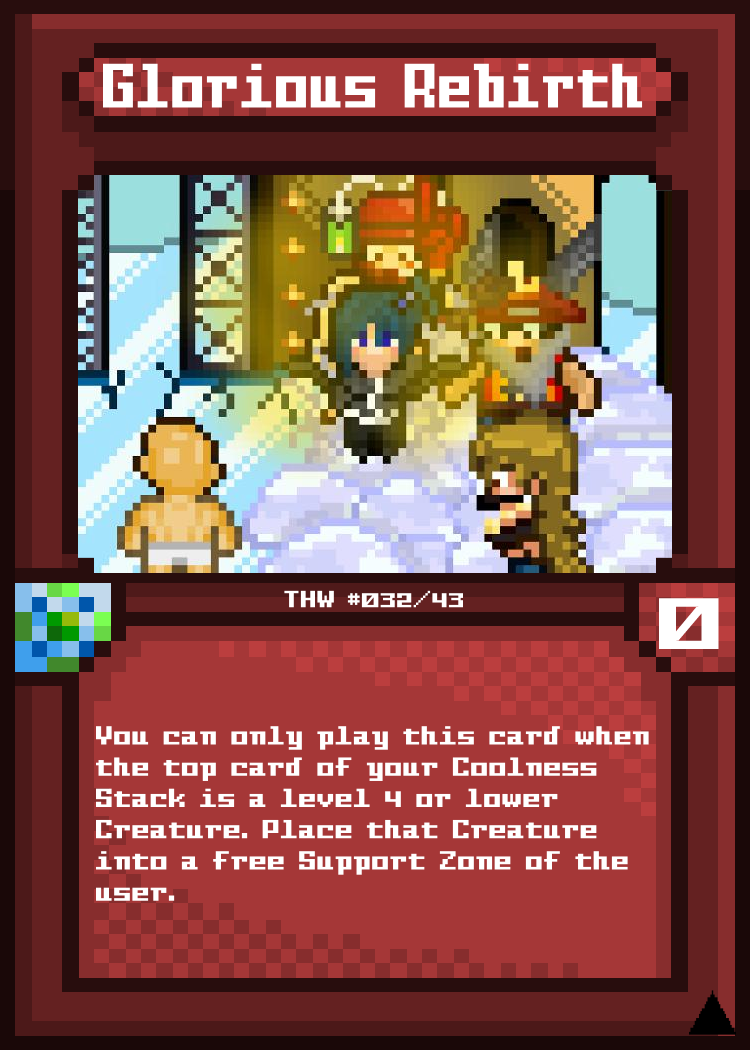 Glorious Rebirth
THW #032/43
0
You can only play this card when
the top card of your Coolness
Stack is a level 4 or lower
Creature. Place that Creature
into a free Support Zone of the
user.